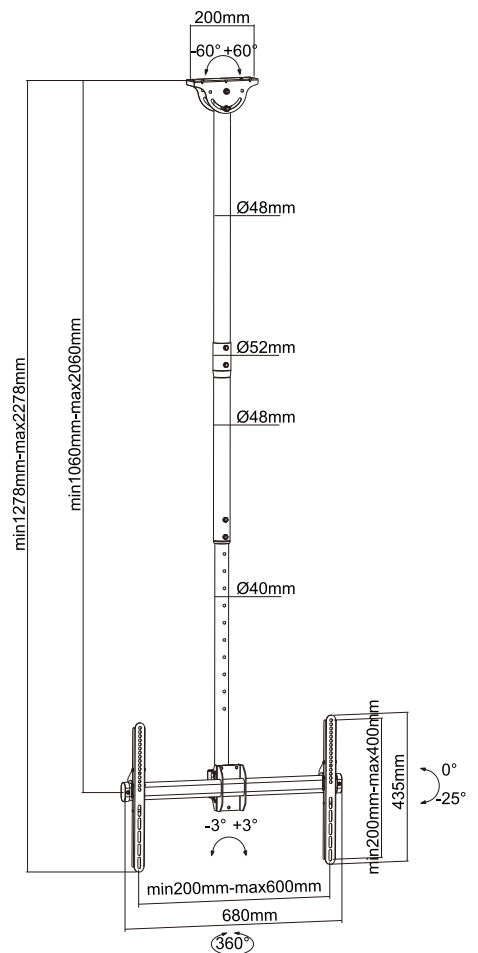 200mm
-60° +60°
Ø48mm
Ø52mm
Ø48mm
Ø40mm
min1278mm-max2278mm
min1060mm-max2060mm
min200mm-max400mm
435mm
0°
-25°
-3° +3°
min200mm-max600mm
680mm
360°